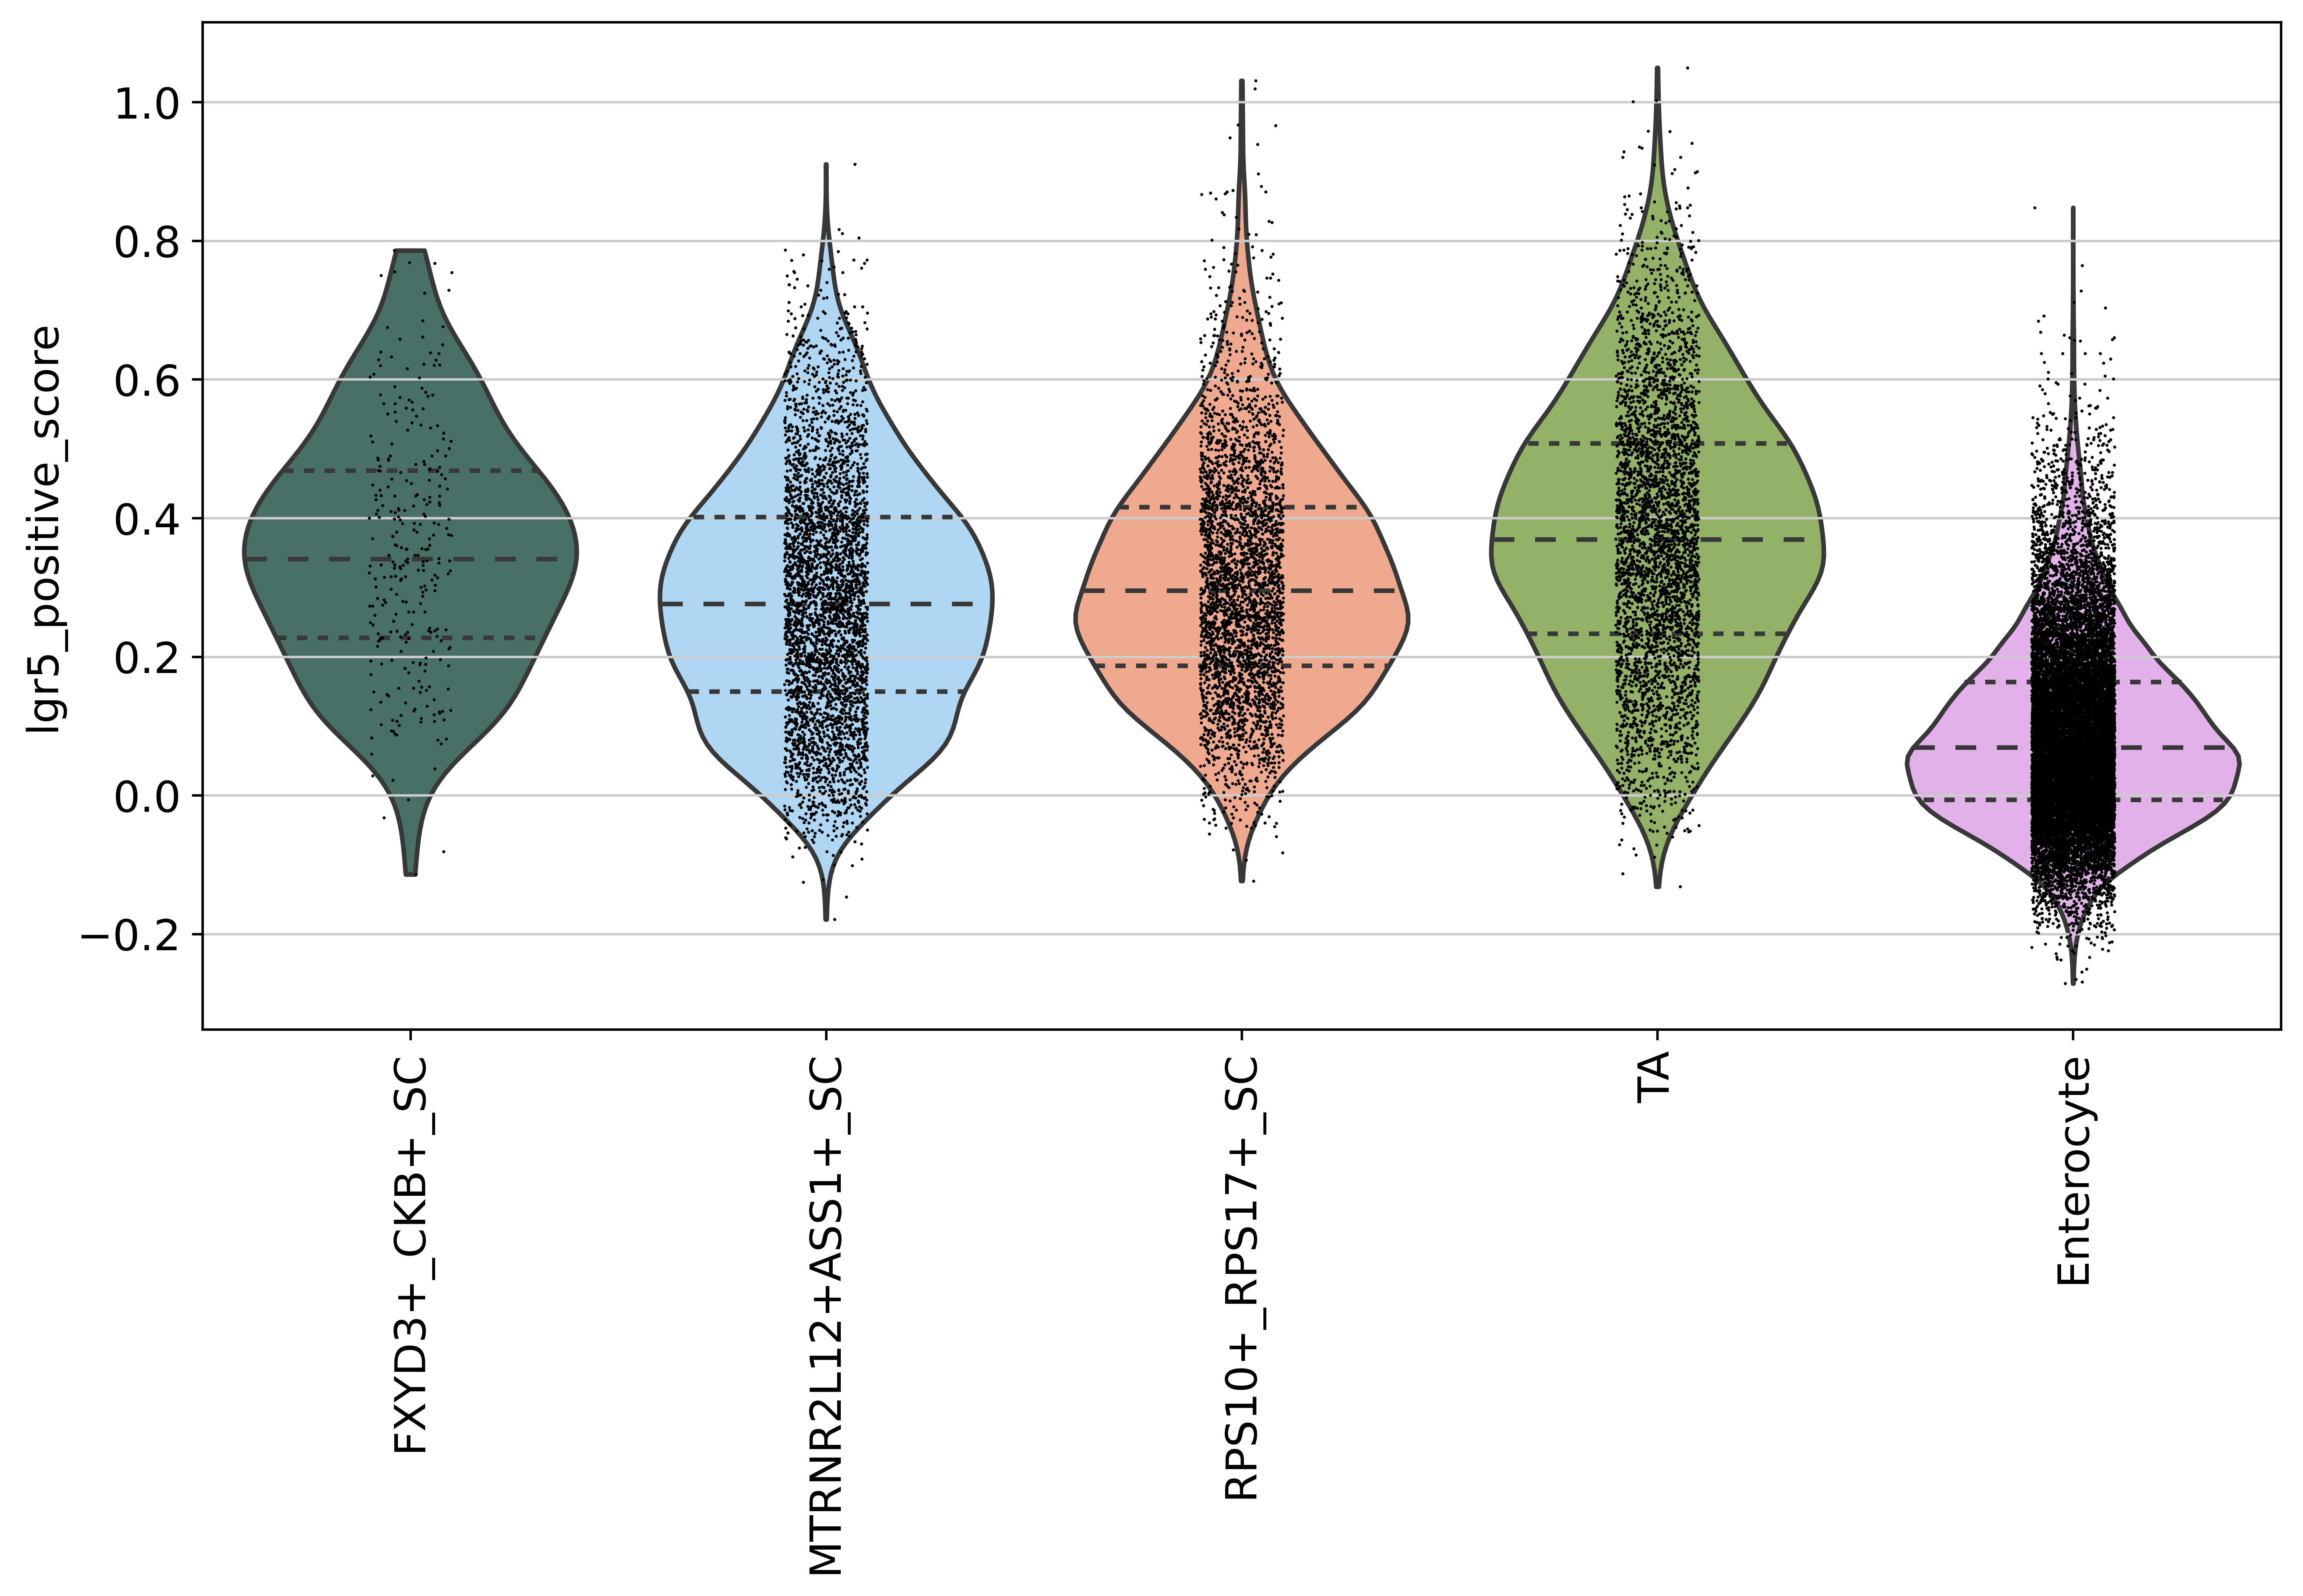 lgr5_positive_score
1.0
0.8
0.6
0.4
0.2
0.0
−0.2
FXYD3+_CKB+_SC
MTRNR2L12+ASS1+_SC
RPS10+_RPS17+_SC
TA
Enterocyte